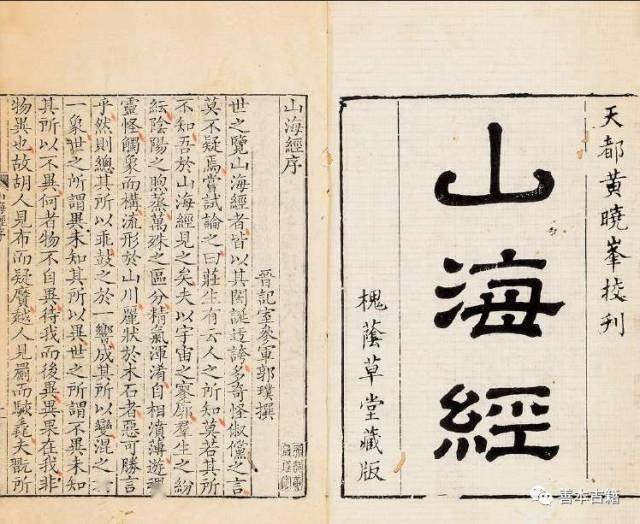 天都黃曉峯挍刊
山海經
槐蔭草堂藏版
山海經序
晉記室參軍郭璞撰
世之覽山海經者皆以其閎誕迂誇多奇怪俶儻之言
莫不疑焉嘗試論之曰莊生有云人之所知莫若其所
不知吾於山海經見之矣夫以宇宙之寥廓羣生之紛
紜陰陽之煦蒸萬殊之區分精氣渾淆自相濆薄遊魂
靈怪觸象而構流形於山川麗狀於木石者惡可勝言
乎然則總其所以乖鼓之於一響成其所以變混之於
一象世之所謂異未知其所以異世之所謂不異未知
其所以不異何者物不自異待我而後異異果在我非
物異也故胡人見布而疑黂越人見罽而駭毳夫翫所
善本古籍